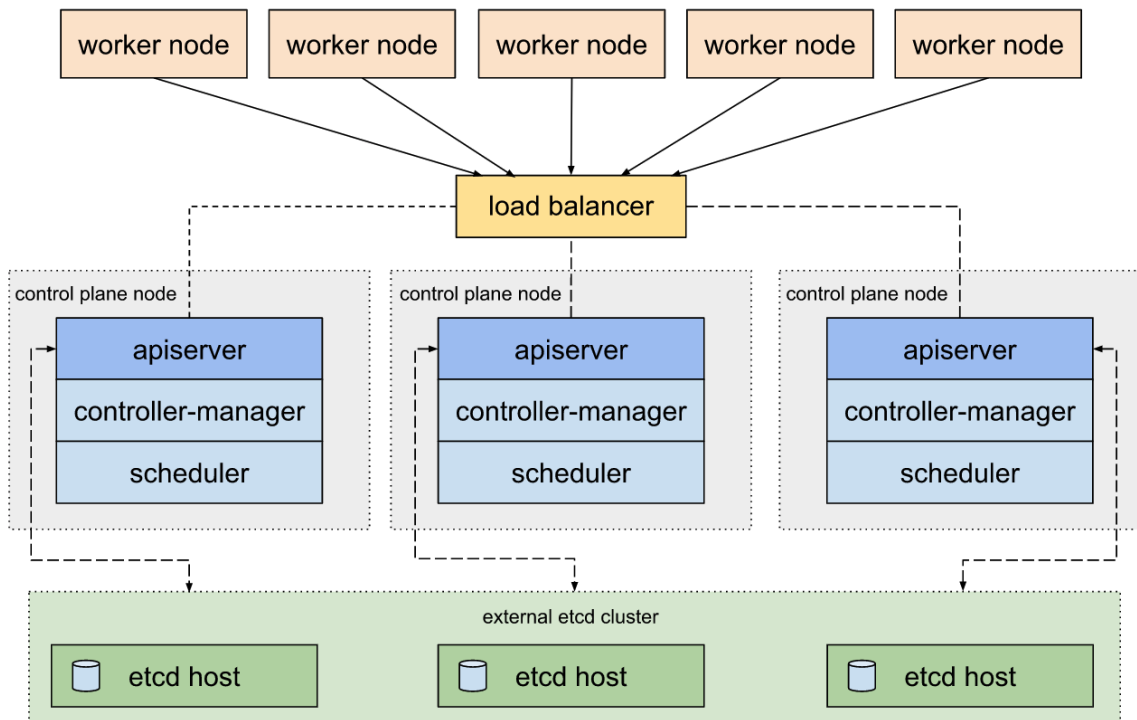 worker node
worker node
worker node
worker node
worker node
load balancer
control plane node
control plane node
control plane node
apiserver
apiserver
apiserver
controller-manager
controller-manager
controller-manager
scheduler
scheduler
scheduler
external etcd cluster
etcd host
etcd host
etcd host